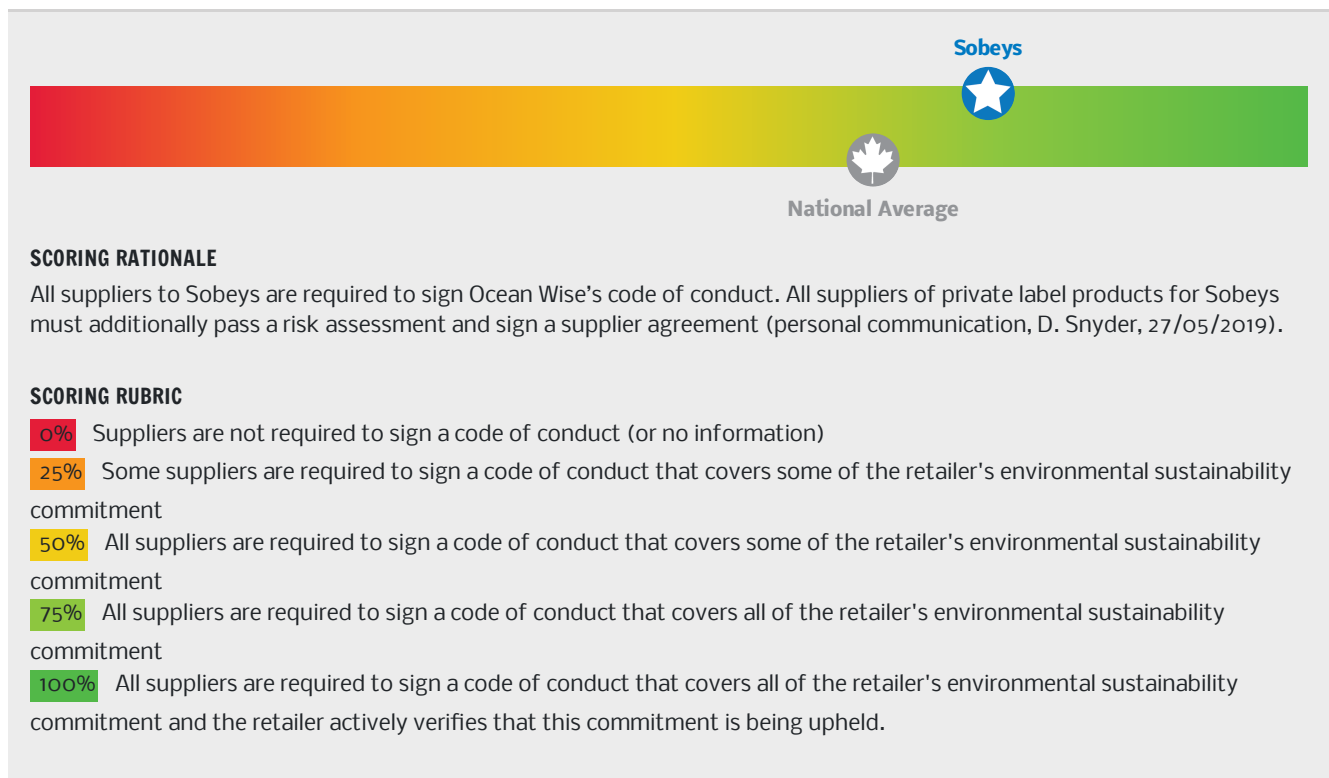 Sobeys
National Average
SCORING RATIONALE
All suppliers to Sobeys are required to sign Ocean Wise’s code of conduct. All suppliers of private label products for Sobeys
must additionally pass a risk assessment and sign a supplier agreement (personal communication, D. Snyder, 27/05/2019).
SCORING RUBRIC
0% Suppliers are not required to sign a code of conduct (or no information)
25% Some suppliers are required to sign a code of conduct that covers some of the retailer's environmental sustainability
commitment
50% All suppliers are required to sign a code of conduct that covers some of the retailer's environmental sustainability
commitment
75% All suppliers are required to sign a code of conduct that covers all of the retailer's environmental sustainability
commitment
100% All suppliers are required to sign a code of conduct that covers all of the retailer's environmental sustainability
commitment and the retailer actively verifies that this commitment is being upheld.